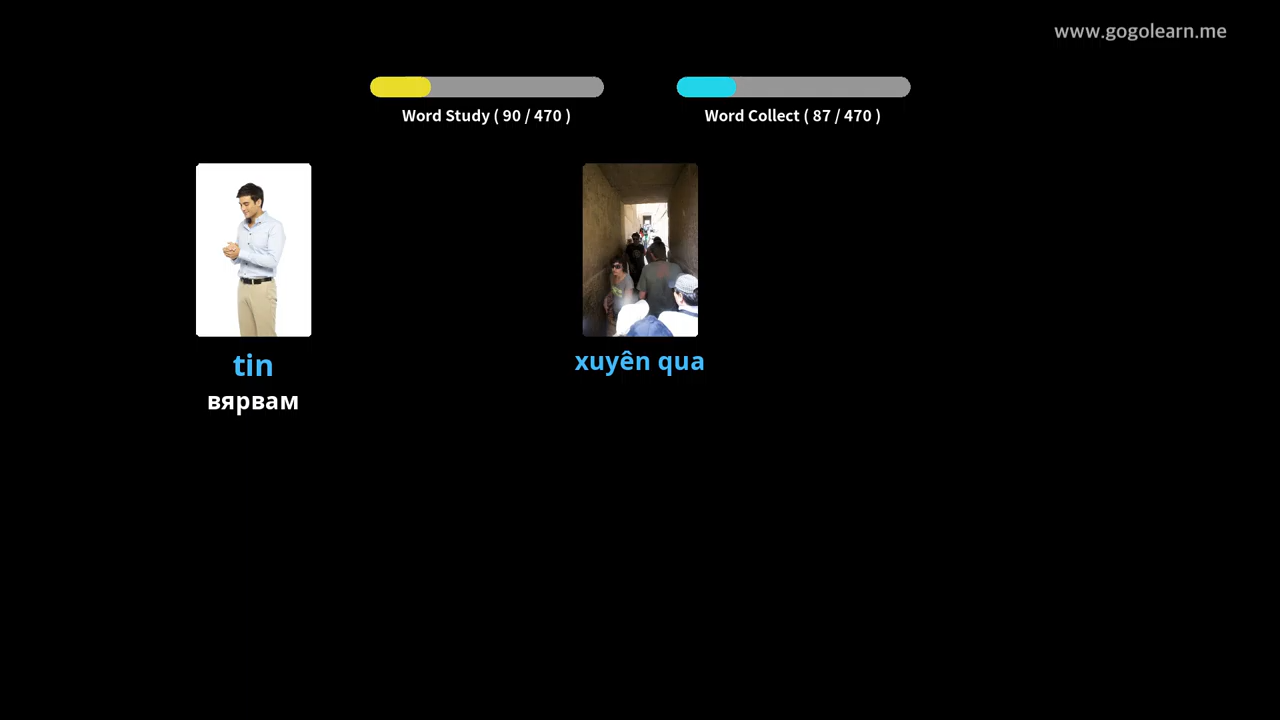 www.gogolearn.me
Word Study ( 90 / 470 )
Word Collect ( 87 / 470 )
tin
вярвам
xuyên qua